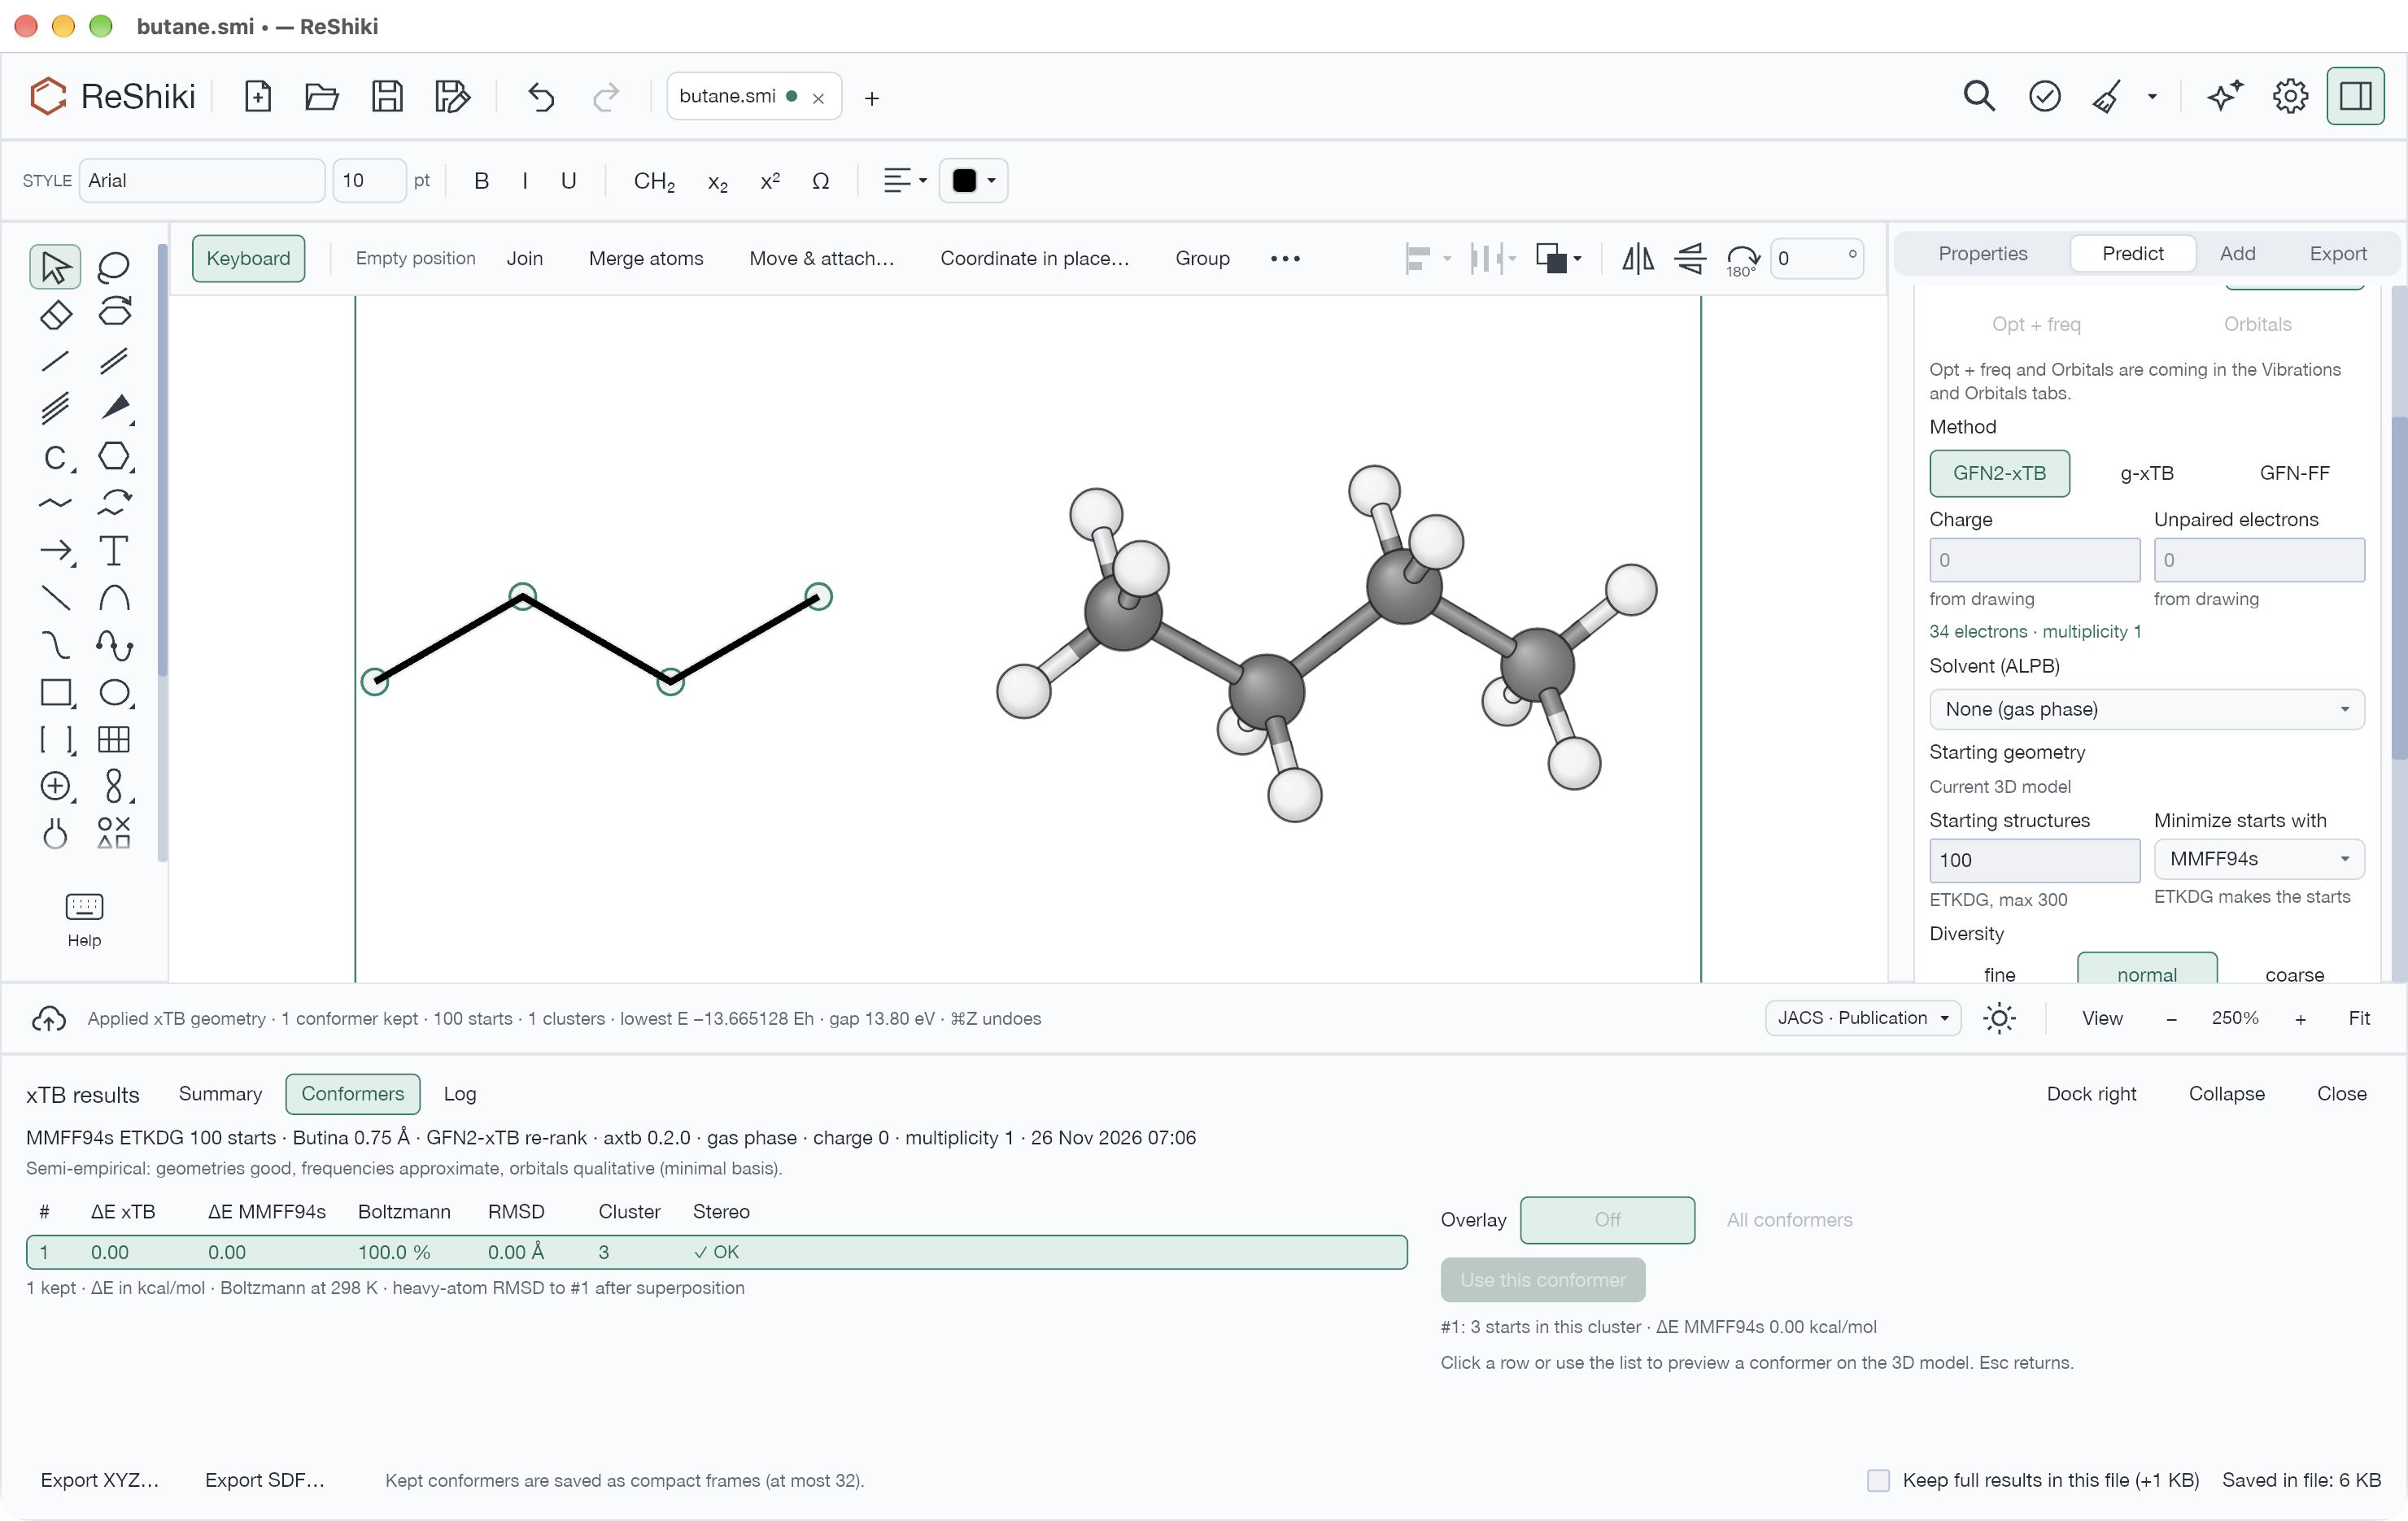 butane.smi • — ReShiki
ReShiki
butane.smi
STYLE Arial 10 pt B I U CH₂ x₂ x² Ω
Keyboard Empty position Join Merge atoms Move & attach... Coordinate in place... Group 180° 0 °
Properties Predict Add Export
Opt + freq Orbitals
Opt + freq and Orbitals are coming in the Vibrations
and Orbitals tabs.
Method
GFN2-xTB g-xTB GFN-FF
Charge Unpaired electrons
0 0
from drawing from drawing
34 electrons · multiplicity 1
Solvent (ALPB)
None (gas phase)
Starting geometry
Current 3D model
Starting structures Minimize starts with
100 MMFF94s
ETKDG, max 300 ETKDG makes the starts
Diversity
fine normal coarse
C
T
Help
Applied xTB geometry · 1 conformer kept · 100 starts · 1 clusters · lowest E −13.665128 Eh · gap 13.80 eV · ⌘Z undoes
JACS · Publication View − 250% + Fit
xTB results Summary Conformers Log Dock right Collapse Close
MMFF94s ETKDG 100 starts · Butina 0.75 Å · GFN2-xTB re-rank · axtb 0.2.0 · gas phase · charge 0 · multiplicity 1 · 26 Nov 2026 07:06
Semi-empirical: geometries good, frequencies approximate, orbitals qualitative (minimal basis).
# ΔE xTB ΔE MMFF94s Boltzmann RMSD Cluster Stereo
1 0.00 0.00 100.0 % 0.00 Å 3 ✓ OK
1 kept · ΔE in kcal/mol · Boltzmann at 298 K · heavy-atom RMSD to #1 after superposition
Overlay Off All conformers
Use this conformer
#1: 3 starts in this cluster · ΔE MMFF94s 0.00 kcal/mol
Click a row or use the list to preview a conformer on the 3D model. Esc returns.
Export XYZ... Export SDF... Kept conformers are saved as compact frames (at most 32).
Keep full results in this file (+1 KB) Saved in file: 6 KB